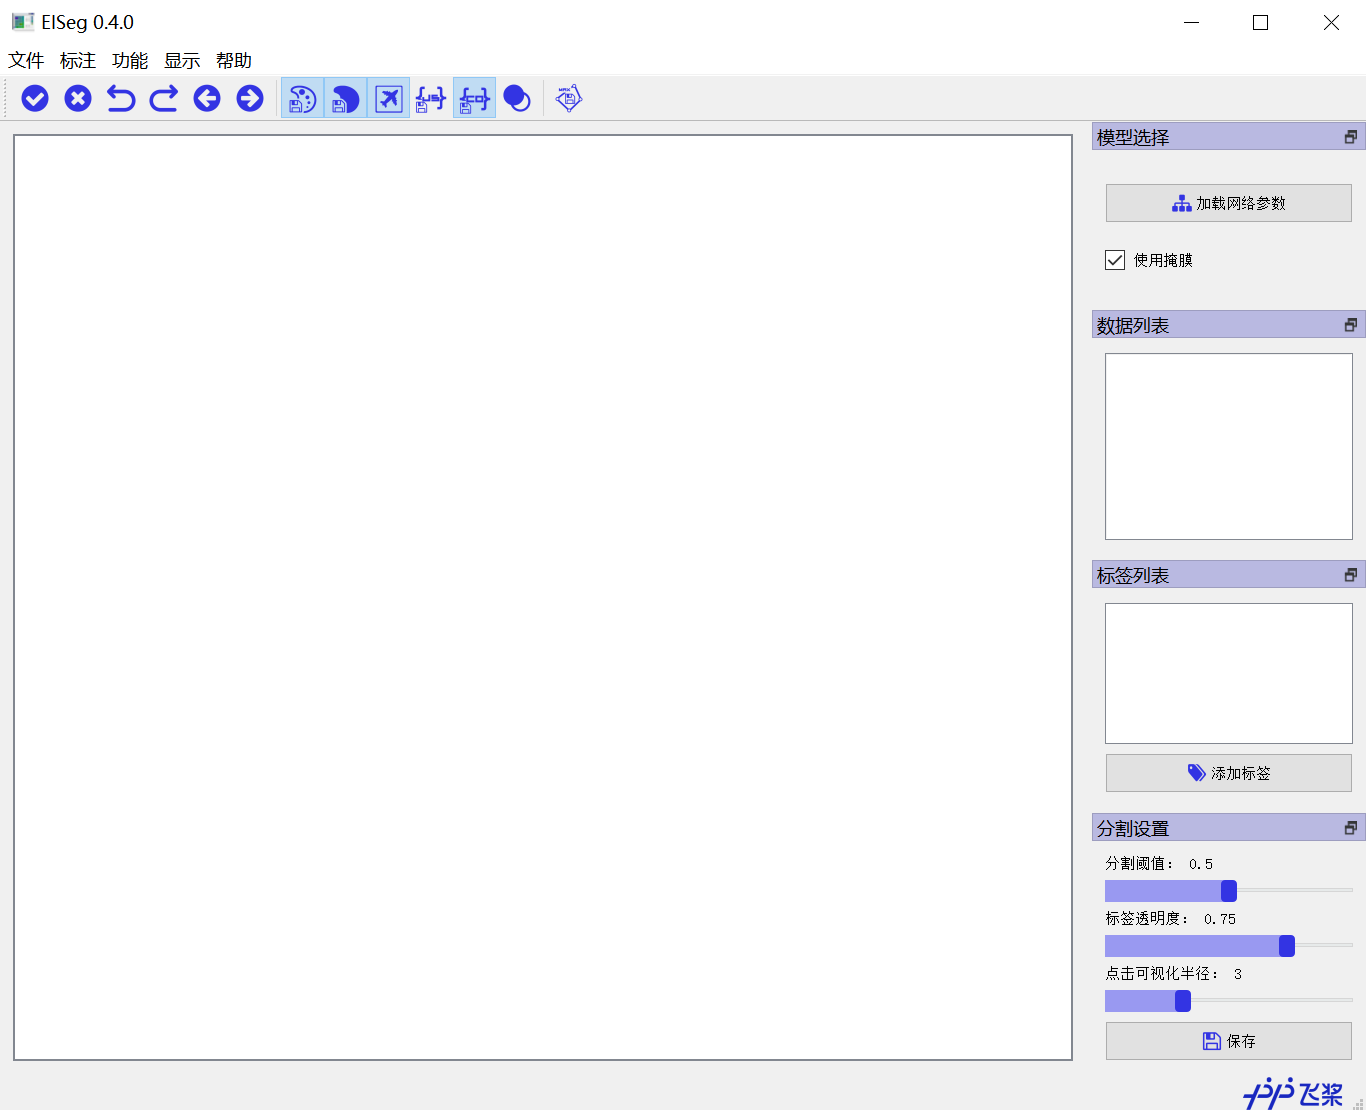 EISeg 0.4.0
文件 标注 功能 显示 帮助
模型选择
加载网络参数
使用掩膜
数据列表
标签列表
添加标签
分割设置
分割阈值: 0.5
标签透明度: 0.75
点击可视化半径: 3
保存
飞桨